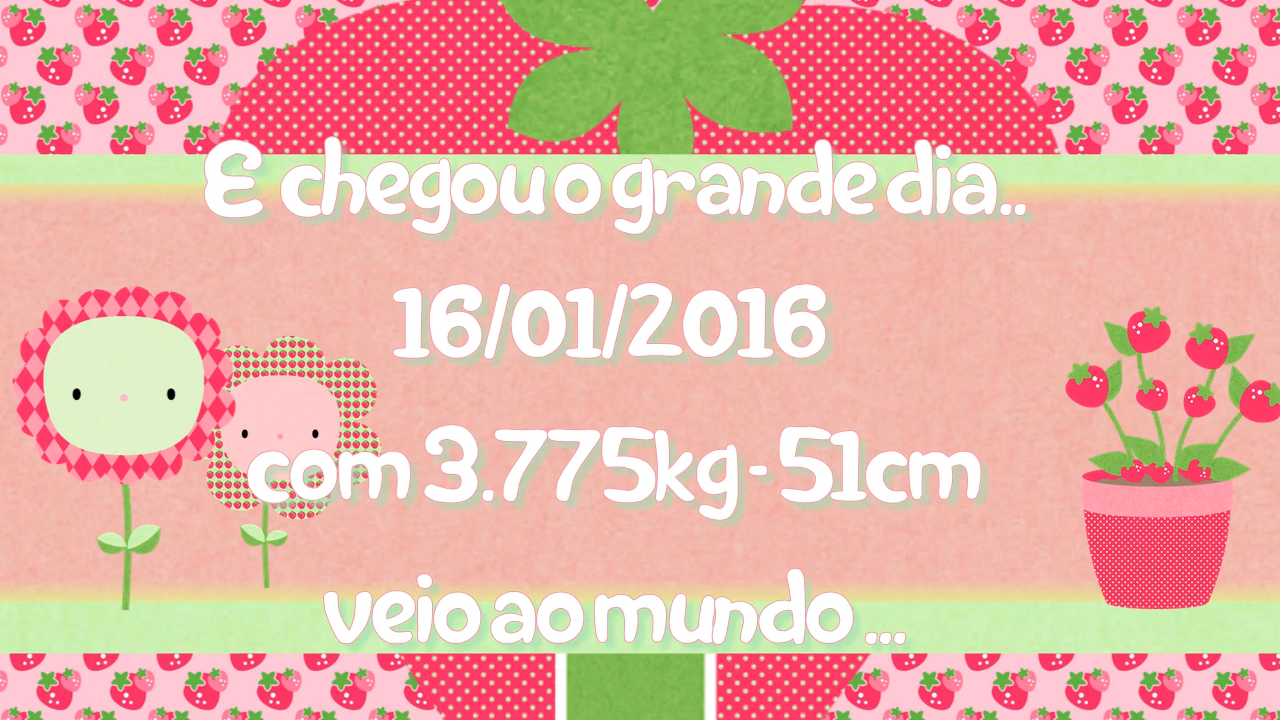 E chegou o grande dia..
16/01/2016
com 3.775kg - 51cm
veio ao mundo ...